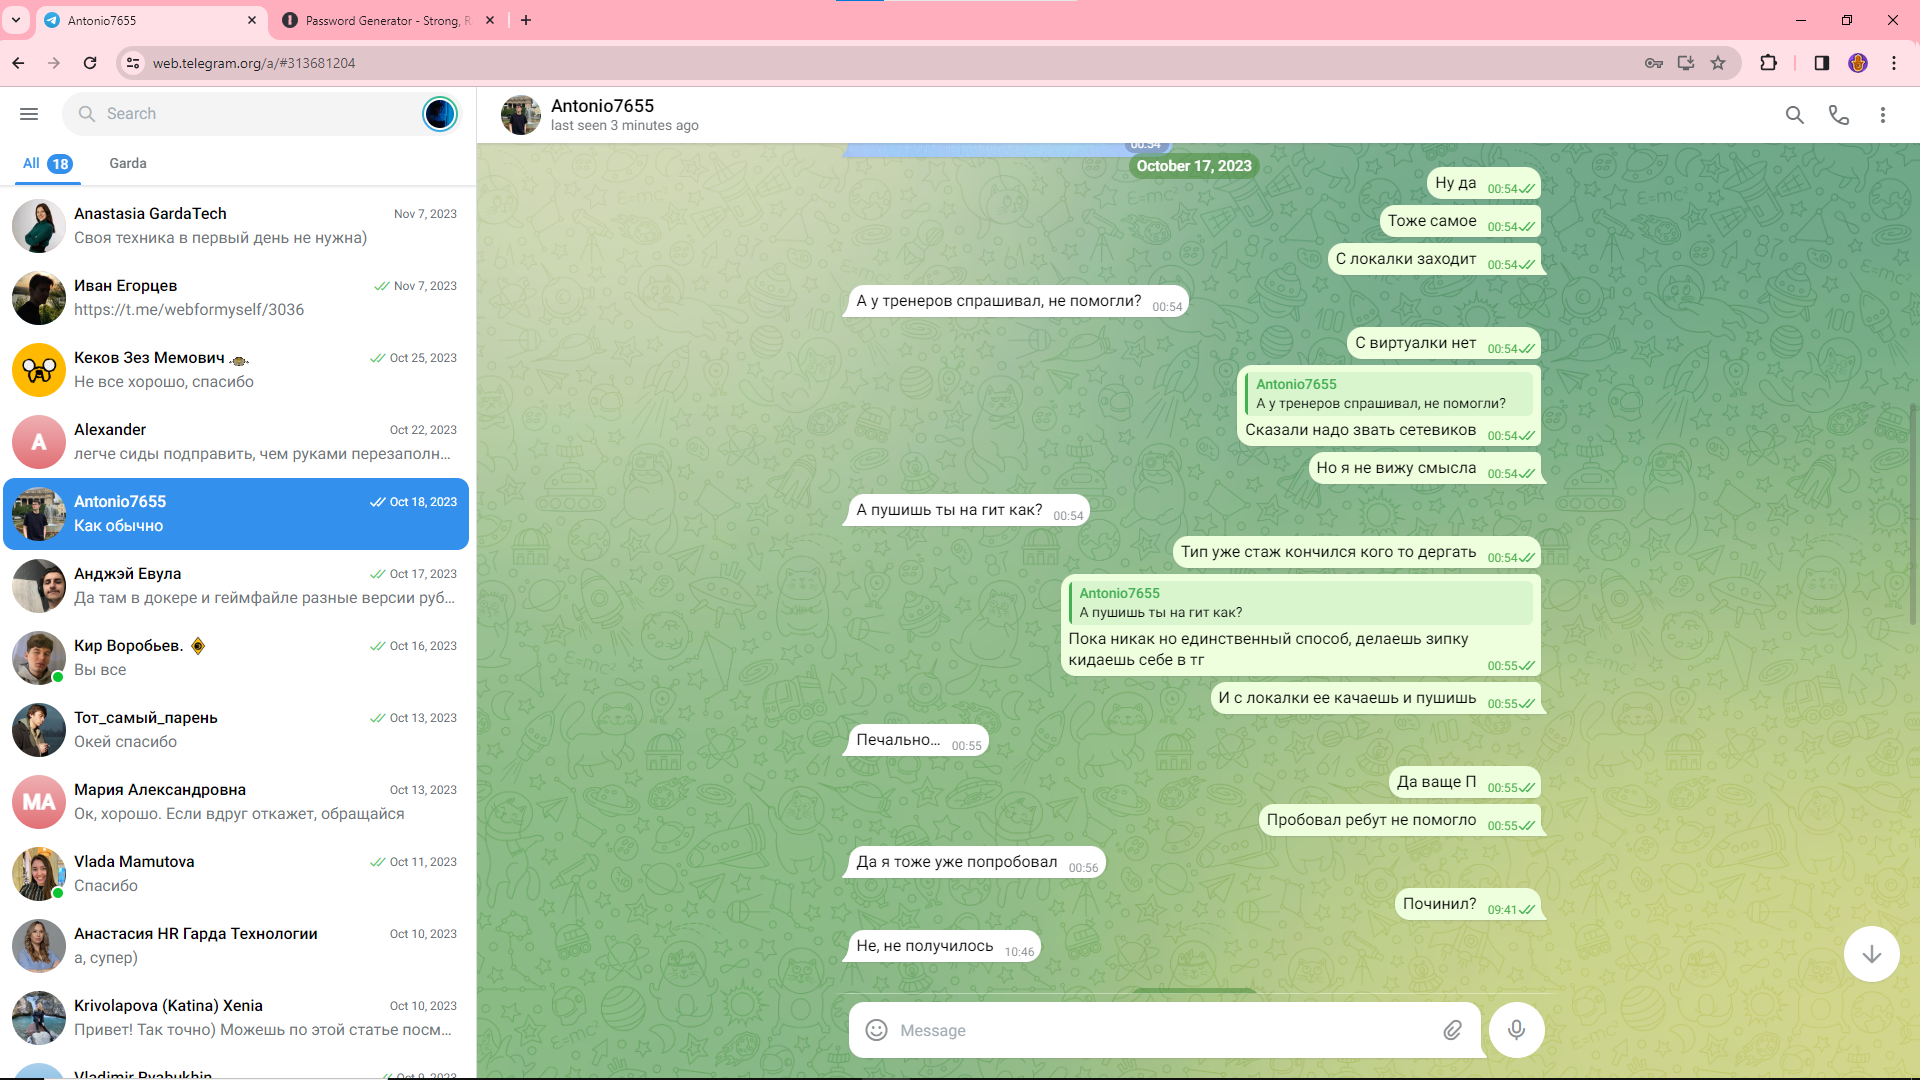 Antonio7655
Password Generator - Strong, R
web.telegram.org/a/#313681204
Search
All 18
Garda
Anastasia GardaTech
Nov 7, 2023
Своя техника в первый день не нужна)
Иван Егорцев
Nov 7, 2023
https://t.me/webformyself/3036
Кеков Зез Мемович
Oct 25, 2023
Не все хорошо, спасибо
A
Alexander
Oct 22, 2023
легче сиды подправить, чем руками перезаполн...
Antonio7655
Oct 18, 2023
Как обычно
Анджэй Евула
Oct 17, 2023
Да там в докере и геймфайле разные версии руб...
Кир Воробьев.
Oct 16, 2023
Вы все
Тот_самый_парень
Oct 13, 2023
Окей спасибо
МА
Мария Александровна
Oct 13, 2023
Ок, хорошо. Если вдруг откажет, обращайся
Vlada Mamutova
Oct 11, 2023
Спасибо
Анастасия HR Гарда Технологии
Oct 10, 2023
а, супер)
Krivolapova (Katina) Xenia
Oct 10, 2023
Привет! Так точно) Можешь по этой статье посм...
Vladimir Ryabukhin
Oct 9, 2023
Antonio7655
last seen 3 minutes ago
00:54
October 17, 2023
Ну да 00:54
Тоже самое 00:54
С локалки заходит 00:54
А у тренеров спрашивал, не помогли? 00:54
С виртуалки нет 00:54
Antonio7655
А у тренеров спрашивал, не помогли?
Сказали надо звать сетевиков 00:54
Но я не вижу смысла 00:54
А пушишь ты на гит как? 00:54
Тип уже стаж кончился кого то дергать 00:54
Antonio7655
А пушишь ты на гит как?
Пока никак но единственный способ, делаешь зипку
кидаешь себе в тг 00:55
И с локалки ее качаешь и пушишь 00:55
Печально... 00:55
Да ваще П 00:55
Пробовал ребут не помогло 00:55
Да я тоже уже попробовал 00:56
Починил? 09:41
Не, не получилось 10:46
Message